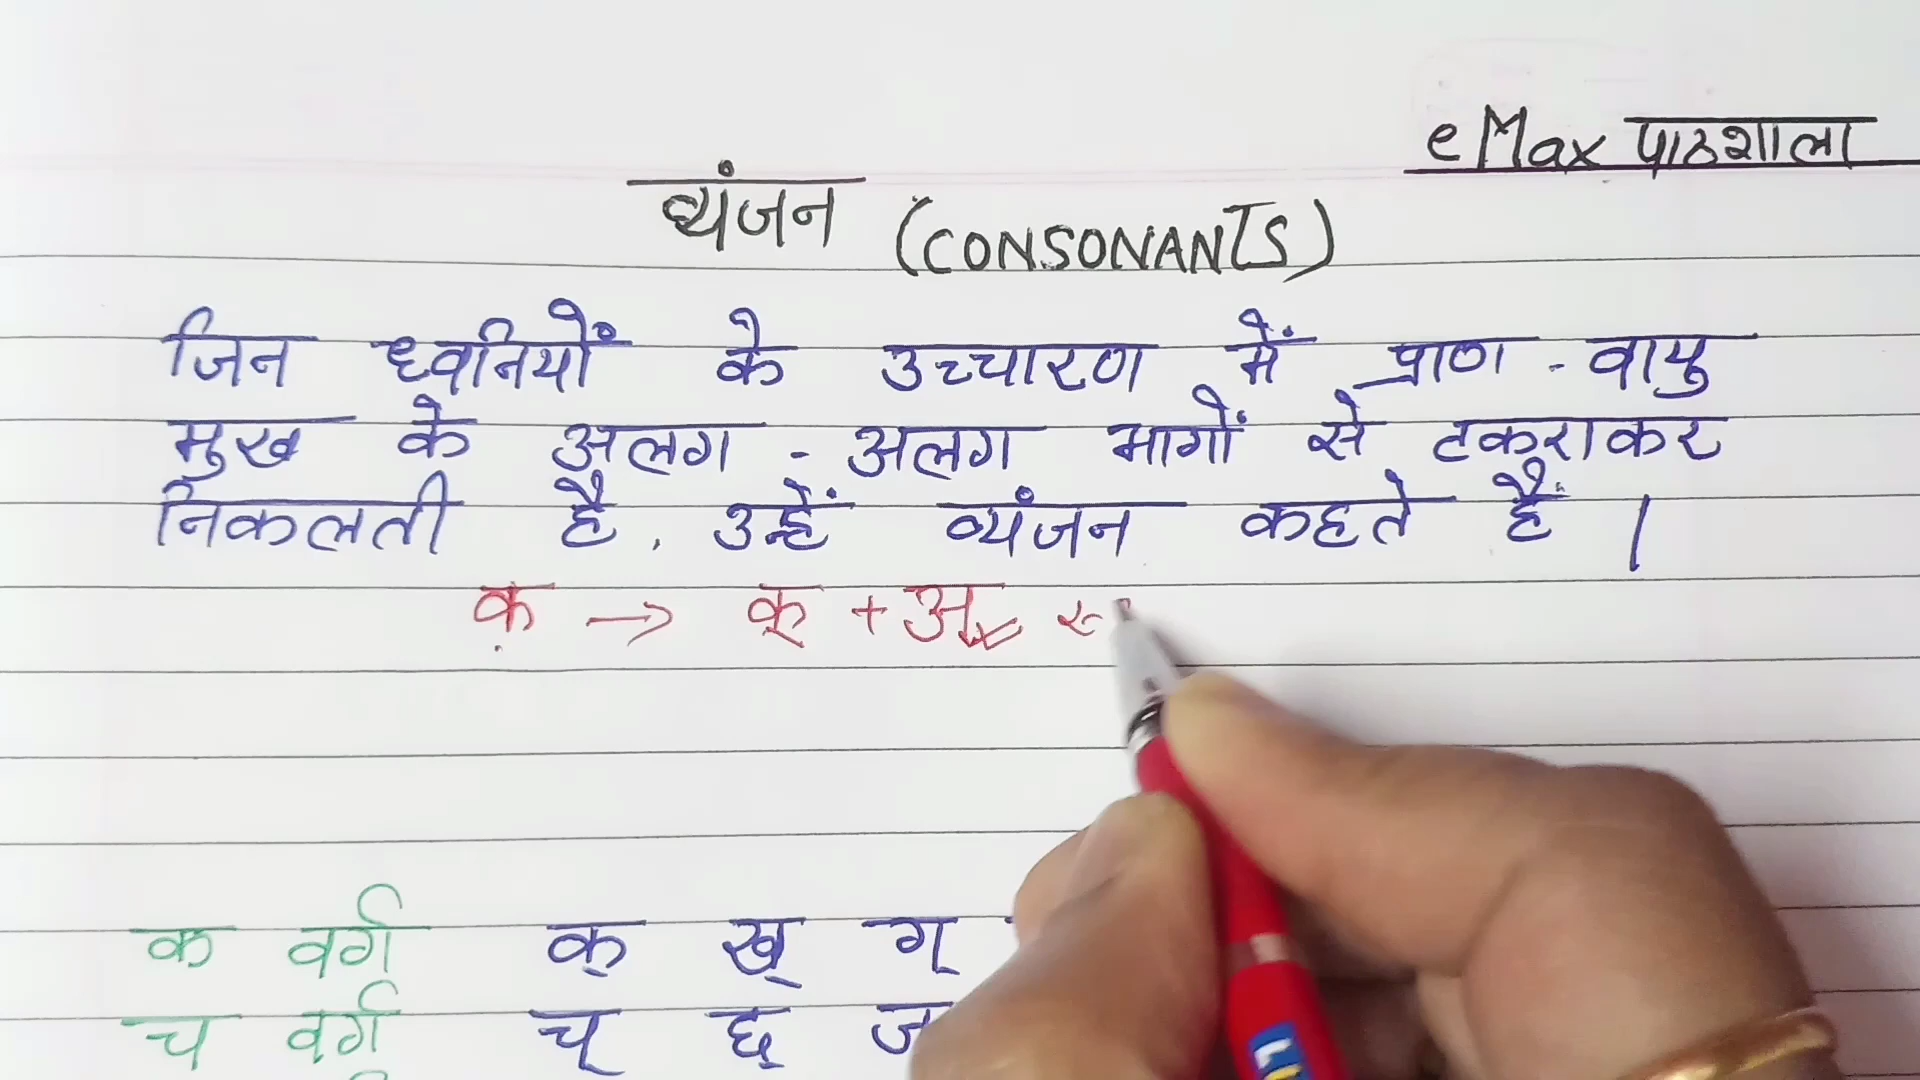 eMax पाठशाला
व्यंजन (CONSONANTS)
जिन ध्वनियों के उच्चारण में प्राण - वायु
मुख के अलग - अलग भागों से टकराकर
निकलती है, उन्हें व्यंजन कहते हैं |
क → क् + अ
क वर्ग क् ख् ग्
च वर्ग च् छ् ज